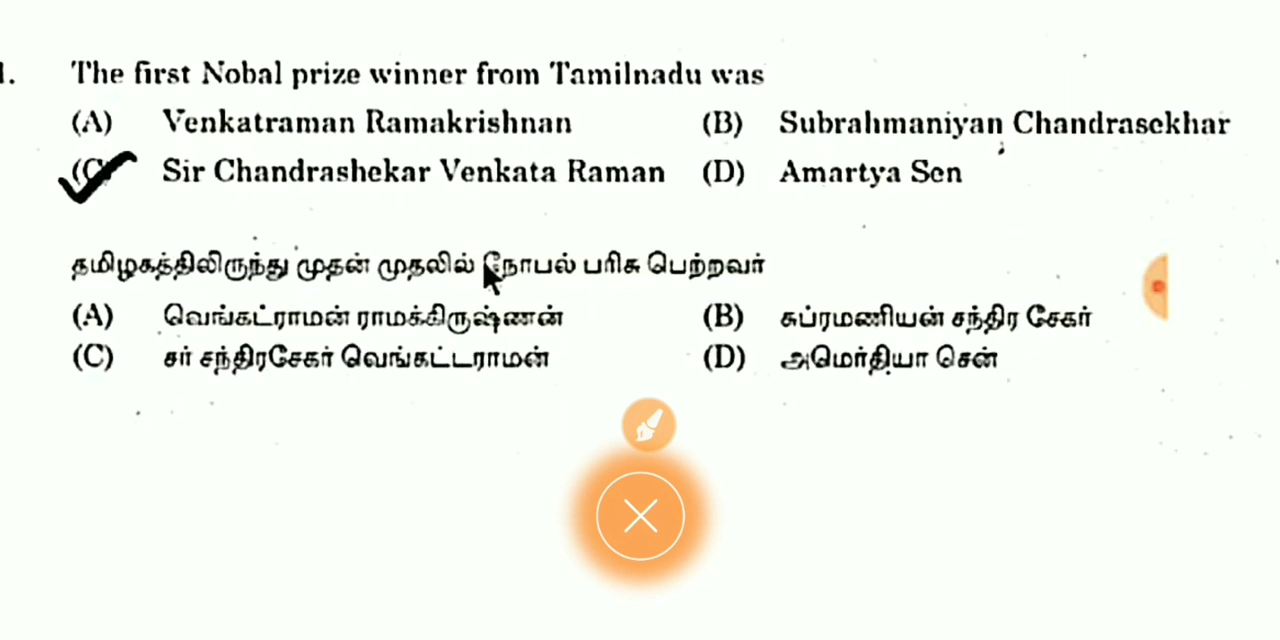 1. The first Nobal prize winner from Tamilnadu was
(A) Venkatraman Ramakrishnan (B) Subrahmaniyan Chandrasekhar
(C) Sir Chandrashekar Venkata Raman (D) Amartya Sen
தமிழகத்திலிருந்து முதன் முதலில் நோபல் பரிசு பெற்றவர்
(A) வெங்கட்ராமன் ராமக்கிருஷ்ணன் (B) சுப்ரமணியன் சந்திர சேகர்
(C) சர் சந்திரசேகர் வெங்கட்டராமன் (D) அமெர்தியா சென்